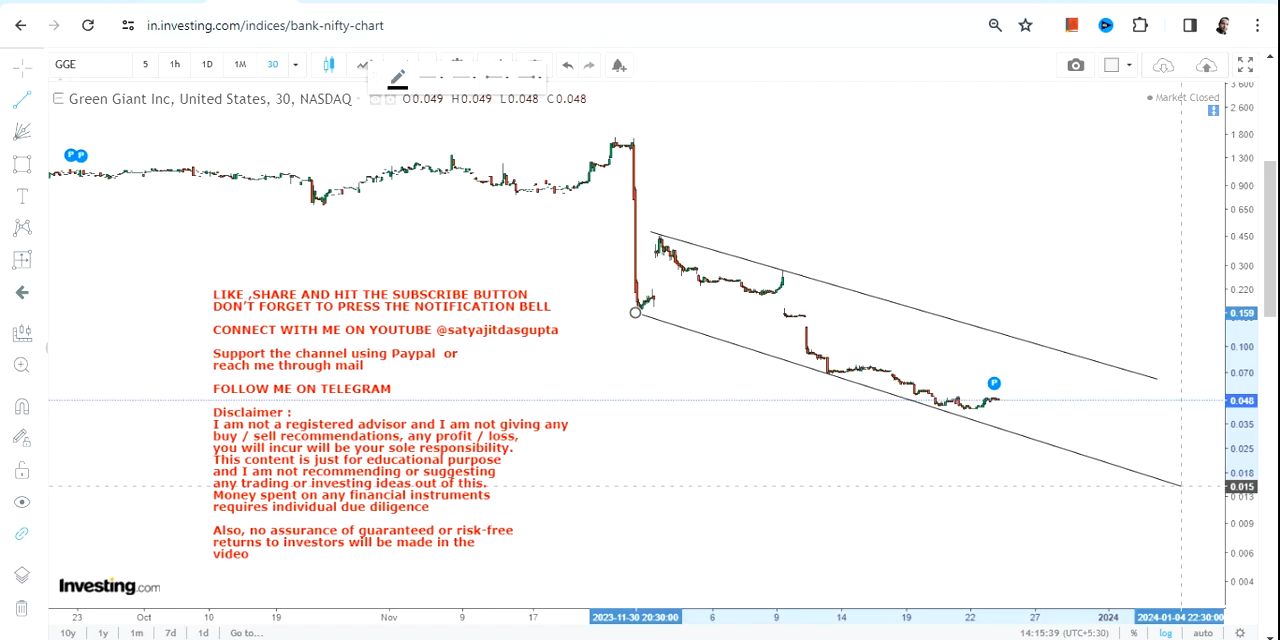 in.investing.com/indices/bank-nifty-chart
GGE 5 1h 1D 1M 30
Green Giant Inc, United States, 30, NASDAQ O0.049 H0.049 L0.048 C0.048
Market Closed
3.600
2.600
1.800
1.300
0.900
0.650
0.450
0.300
0.220
0.159
0.100
0.070
0.048
0.035
0.025
0.018
0.015
0.013
0.009
0.006
0.004
P P
P
LIKE ,SHARE AND HIT THE SUBSCRIBE BUTTON
DON'T FORGET TO PRESS THE NOTIFICATION BELL
CONNECT WITH ME ON YOUTUBE @satyajitdasgupta
Support the channel using Paypal or
reach me through mail
FOLLOW ME ON TELEGRAM
Disclaimer :
I am not a registered advisor and I am not giving any
buy / sell recommendations, any profit / loss,
you will incur will be your sole responsibility.
This content is just for educational purpose
and I am not recommending or suggesting
any trading or investing ideas out of this.
Money spent on any financial instruments
requires individual due diligence
Also, no assurance of guaranteed or risk-free
returns to investors will be made in the
video
Investing.com
23 Oct 10 19 Nov 9 17 2023-11-30 20:30:00 6 9 14 19 22 27 2024 2024-01-04 22:30:00
10y 1y 1m 7d 1d Go to... 14:15:39 (UTC+5:30) % log auto